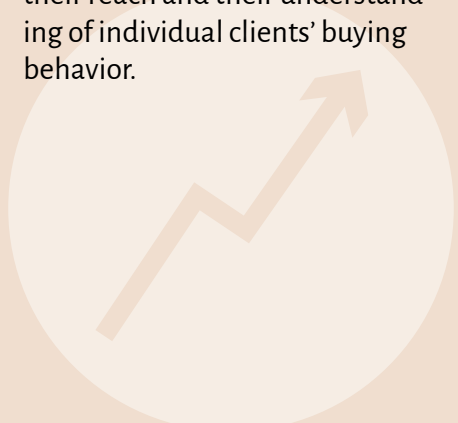 their reach and their understand-
ing of individual clients’ buying
behavior.